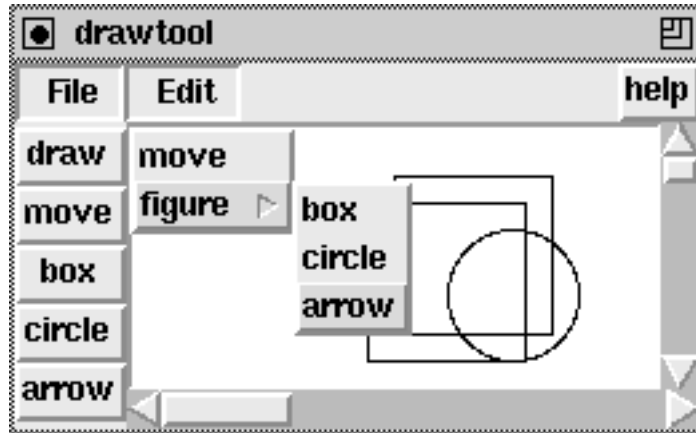 drawtool
File Edit help
draw
move
box
circle
arrow
move
figure
box
circle
arrow